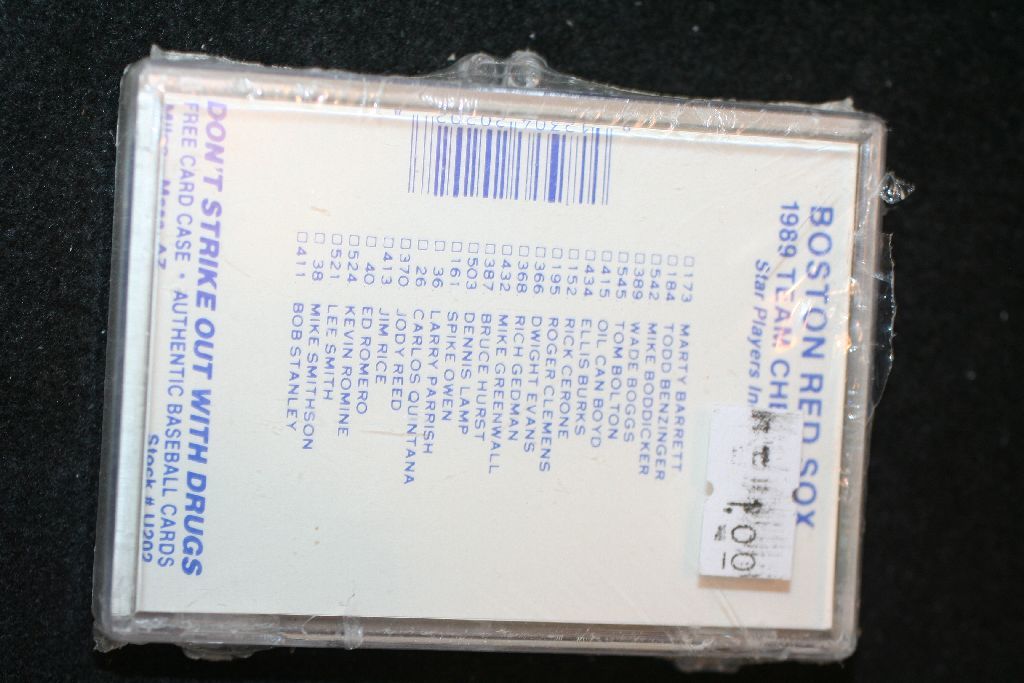 BOSTON RED SOX
1989 TEAM
Star Players In
1.00
☐173 MARTY BARRETT
☐184 TODD BENZINGER
☐542 MIKE BODDICKER
☐389 WADE BOGGS
☐545 TOM BOLTON
☐415 OIL CAN BOYD
☐434 ELLIS BURKS
☐152 RICK CERONE
☐195 ROGER CLEMENS
☐366 DWIGHT EVANS
☐368 RICH GEDMAN
☐432 MIKE GREENWALL
☐387 BRUCE HURST
☐503 DENNIS LAMP
☐161 SPIKE OWEN
☐ 36 LARRY PARRISH
☐ 26 CARLOS QUINTANA
☐370 JODY REED
☐413 JIM RICE
☐ 40 ED ROMERO
☐524 KEVIN ROMINE
☐521 LEE SMITH
☐ 38 MIKE SMITHSON
☐411 BOB STANLEY
DON'T STRIKE OUT WITH DRUGS
FREE CARD CASE • AUTHENTIC BASEBALL CARDS
Stock # U202